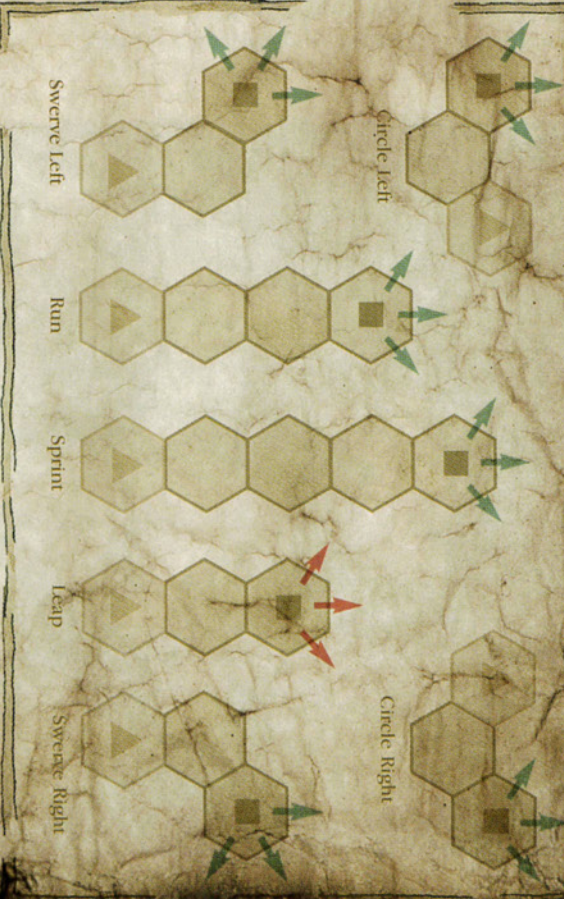 Circle Left
Circle Right
Swerve Left
Run
Sprint
Leap
Swerve Right